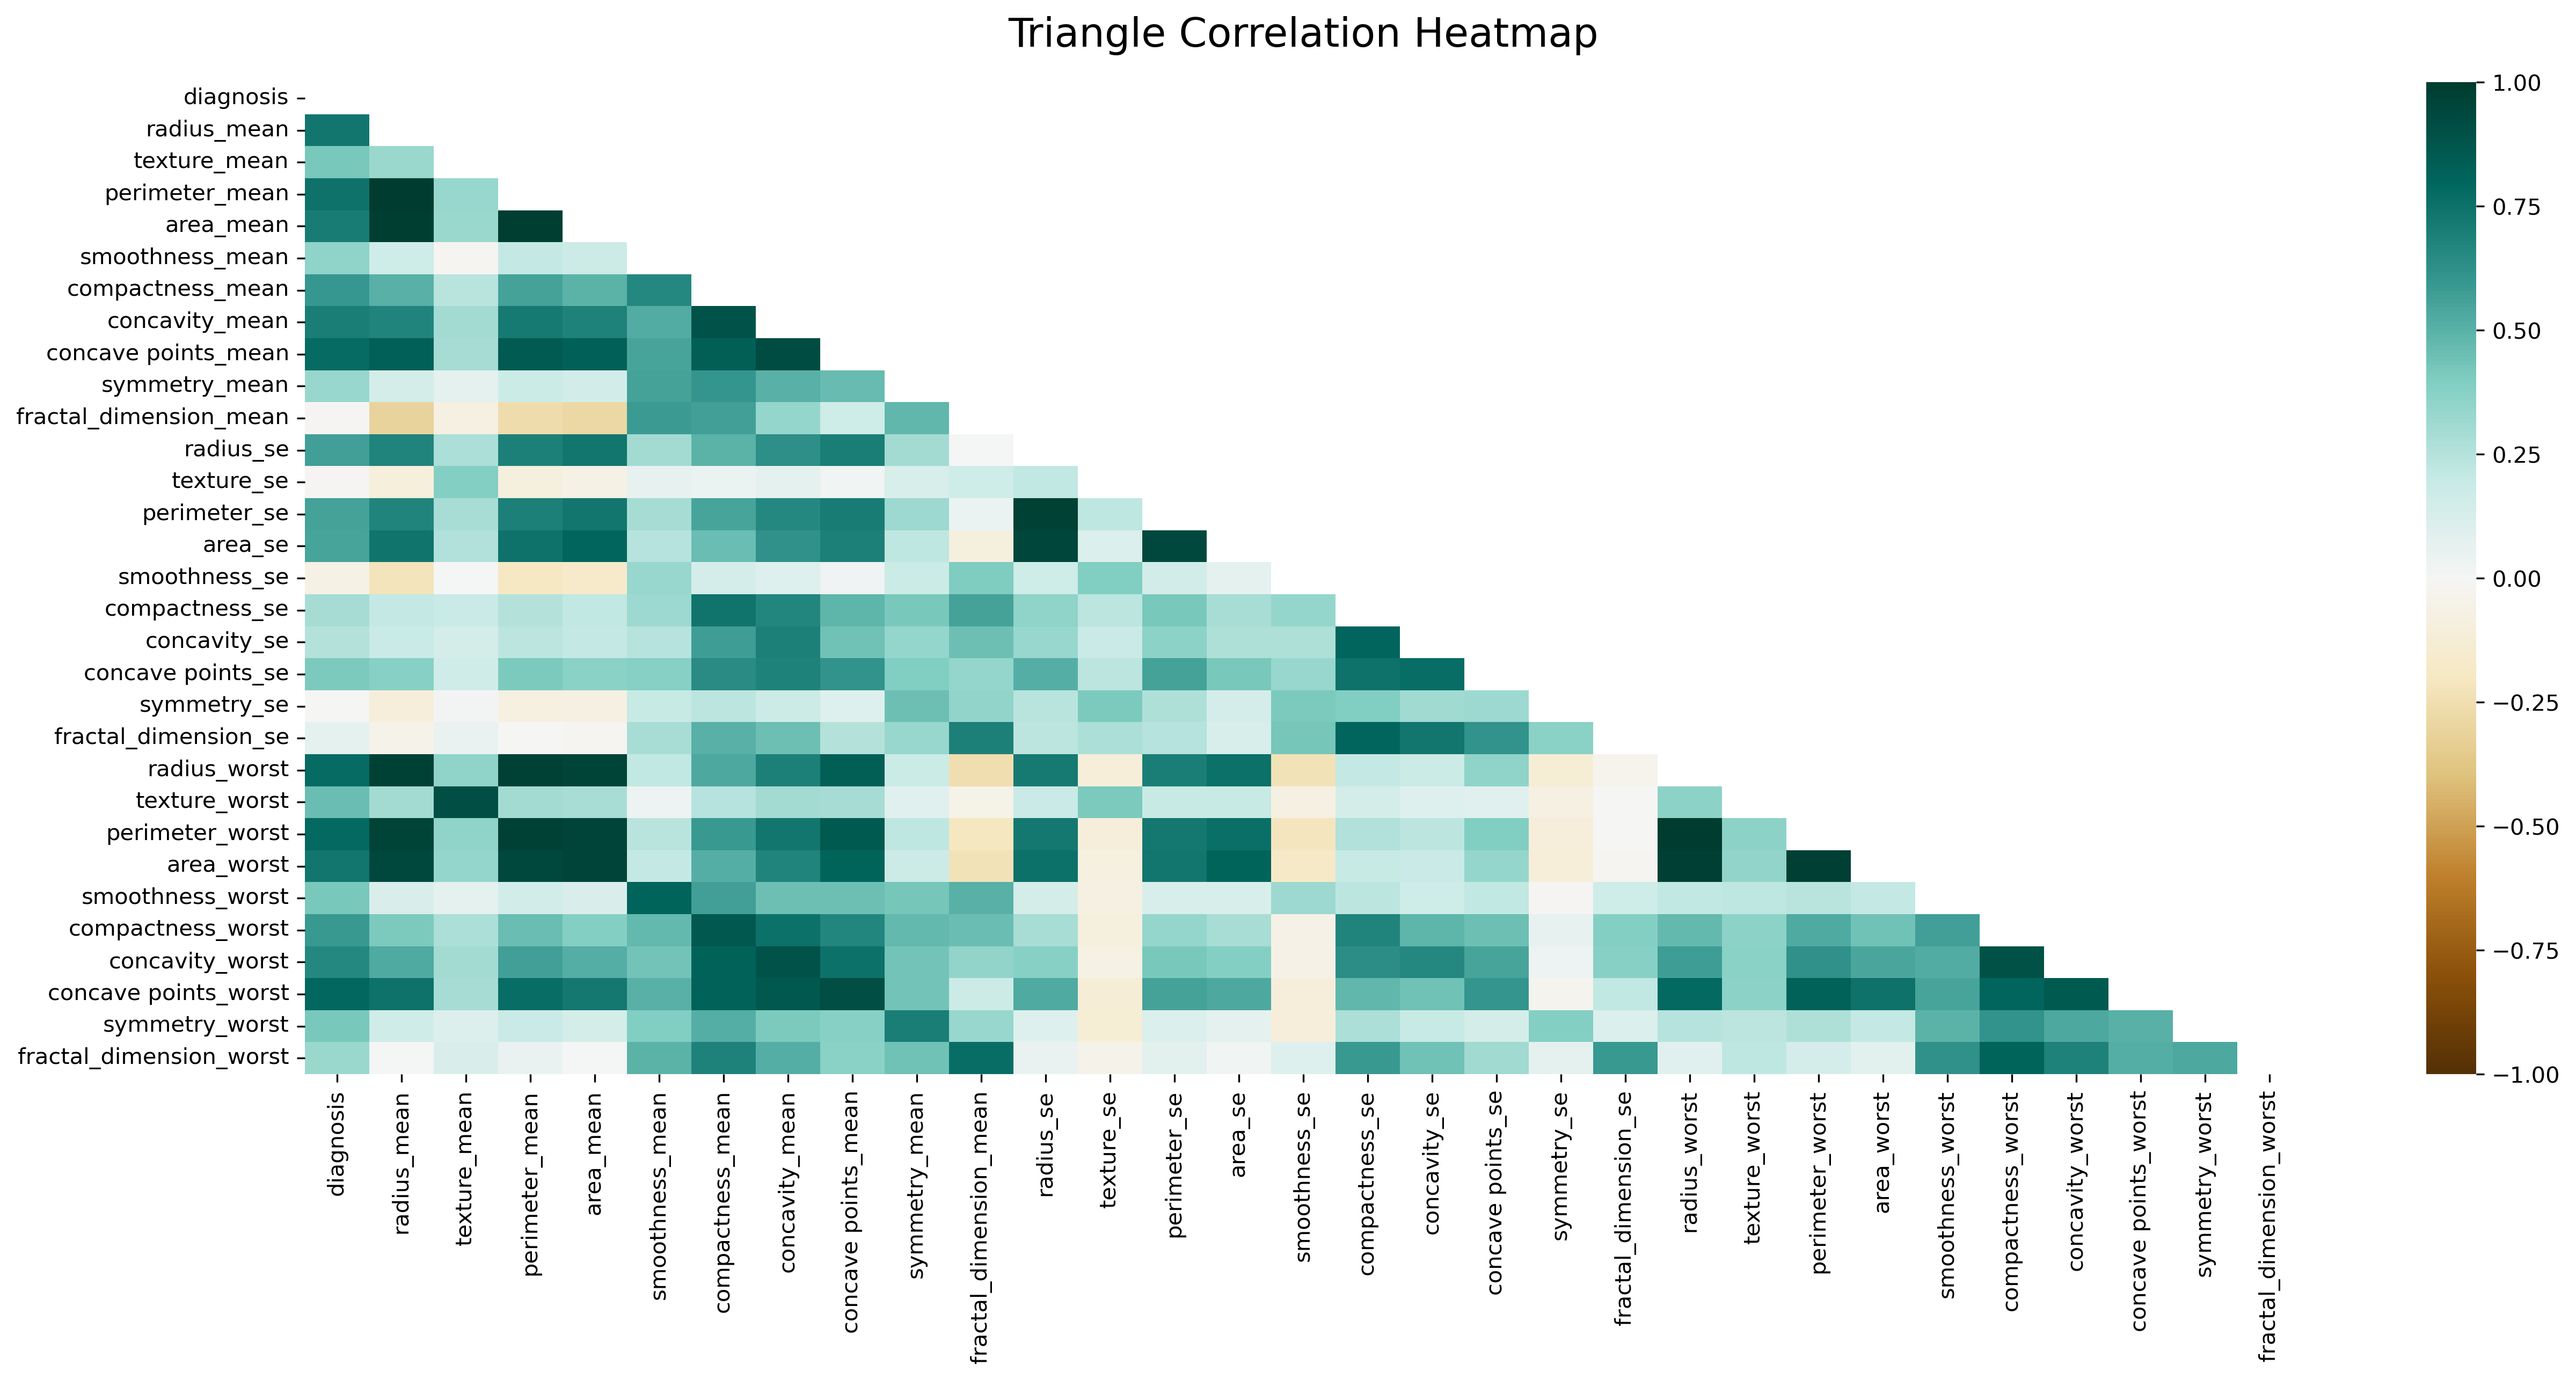 Triangle Correlation Heatmap
diagnosis
radius_mean
texture_mean
perimeter_mean
area_mean
smoothness_mean
compactness_mean
concavity_mean
concave points_mean
symmetry_mean
fractal_dimension_mean
radius_se
texture_se
perimeter_se
area_se
smoothness_se
compactness_se
concavity_se
concave points_se
symmetry_se
fractal_dimension_se
radius_worst
texture_worst
perimeter_worst
area_worst
smoothness_worst
compactness_worst
concavity_worst
concave points_worst
symmetry_worst
fractal_dimension_worst
diagnosis
radius_mean
texture_mean
perimeter_mean
area_mean
smoothness_mean
compactness_mean
concavity_mean
concave points_mean
symmetry_mean
fractal_dimension_mean
radius_se
texture_se
perimeter_se
area_se
smoothness_se
compactness_se
concavity_se
concave points_se
symmetry_se
fractal_dimension_se
radius_worst
texture_worst
perimeter_worst
area_worst
smoothness_worst
compactness_worst
concavity_worst
concave points_worst
symmetry_worst
fractal_dimension_worst
1.00
0.75
0.50
0.25
0.00
−0.25
−0.50
−0.75
−1.00